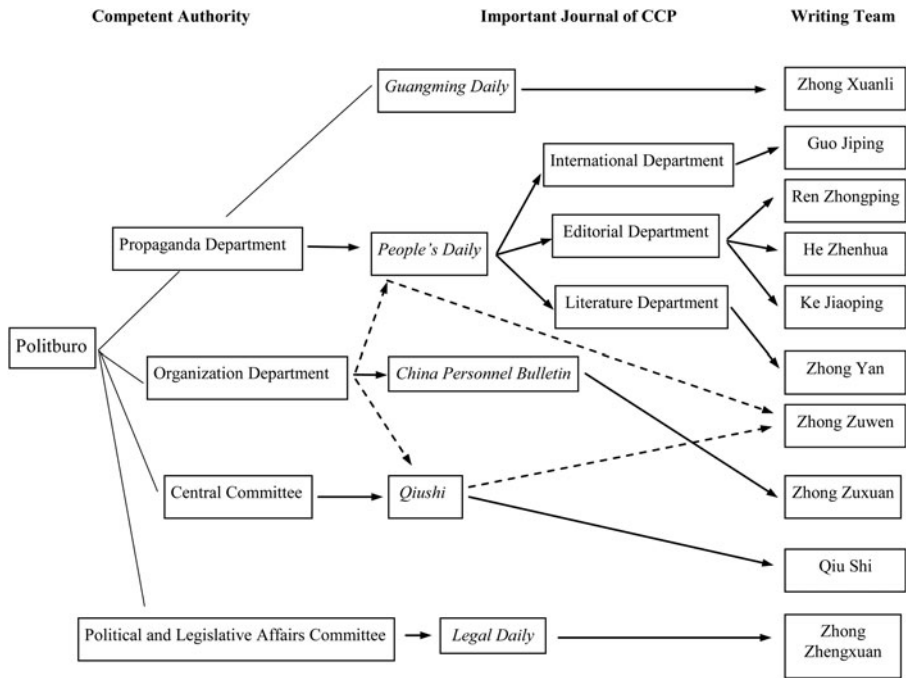 Competent Authority
Important Journal of CCP
Writing Team
Guangming Daily
Zhong Xuanli
International Department
Guo Jiping
Propaganda Department
People's Daily
Editorial Department
Ren Zhongping
He Zhenhua
Literature Department
Ke Jiaoping
Politburo
Organization Department
China Personnel Bulletin
Zhong Yan
Zhong Zuwen
Central Committee
Qiushi
Zhong Zuxuan
Qiu Shi
Political and Legislative Affairs Committee
Legal Daily
Zhong
Zhengxuan